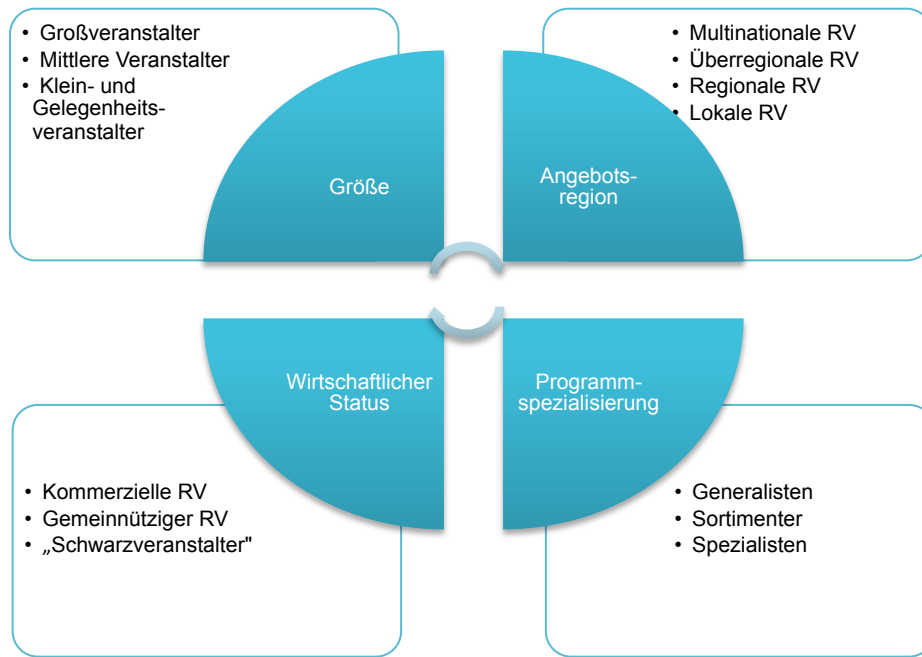 • Großveranstalter
• Mittlere Veranstalter
• Klein- und
Gelegenheits-
veranstalter
• Multinationale RV
• Überregionale RV
• Regionale RV
• Lokale RV
Größe
Angebots-
region
Wirtschaftlicher
Status
Programm-
spezialisierung
• Kommerzielle RV
• Gemeinnütziger RV
• „Schwarzveranstalter"
• Generalisten
• Sortimenter
• Spezialisten